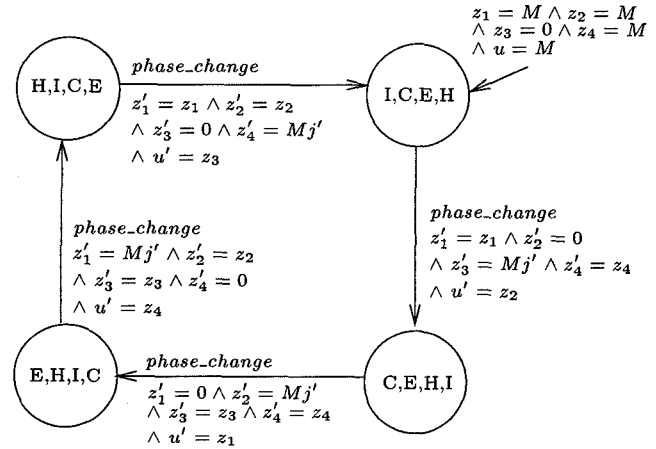 z₁ = M ∧ z₂ = M
∧ z₃ = 0 ∧ z₄ = M
∧ u = M
H,I,C,E
phase_change
z′₁ = z₁ ∧ z′₂ = z₂
∧ z′₃ = 0 ∧ z′₄ = Mj′
∧ u′ = z₃
I,C,E,H
phase_change
z′₁ = Mj′ ∧ z′₂ = z₂
∧ z′₃ = z₃ ∧ z′₄ = 0
∧ u′ = z₄
phase_change
z′₁ = z₁ ∧ z′₂ = 0
∧ z′₃ = Mj′ ∧ z′₄ = z₄
∧ u′ = z₂
E,H,I,C
phase_change
z′₁ = 0 ∧ z′₂ = Mj′
∧ z′₃ = z₃ ∧ z′₄ = z₄
∧ u′ = z₁
C,E,H,I